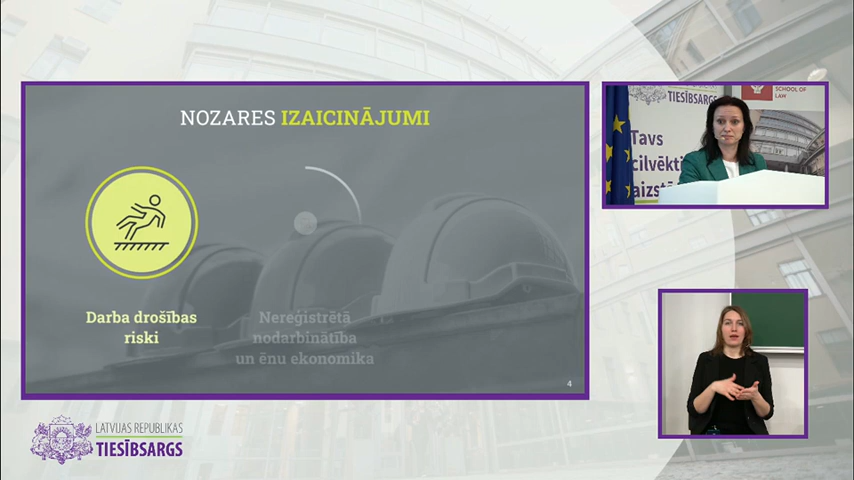 NOZARES IZAICINĀJUMI
Darba drošības
riski
Nereģistrētā
nodarbinātība
un ēnu ekonomika
4
TIESĪBSARGS
SCHOOL OF
LAW
Tavs
cilvēkti
aizst
LATVIJAS REPUBLIKAS
TIESĪBSARGS